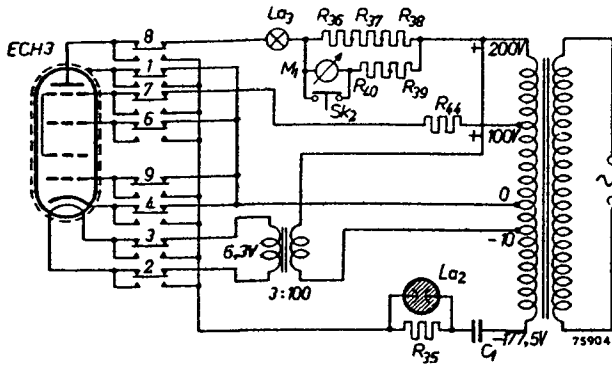 ECH3
8
1
7
6
9
4
3
2
La3
R36 R37 R38
M1
R40 R39
Sk2
+ 200V
R44
+ 100V
0
-10
6,3V
3:100
La2
R35
C1
-177,5V
~
75904